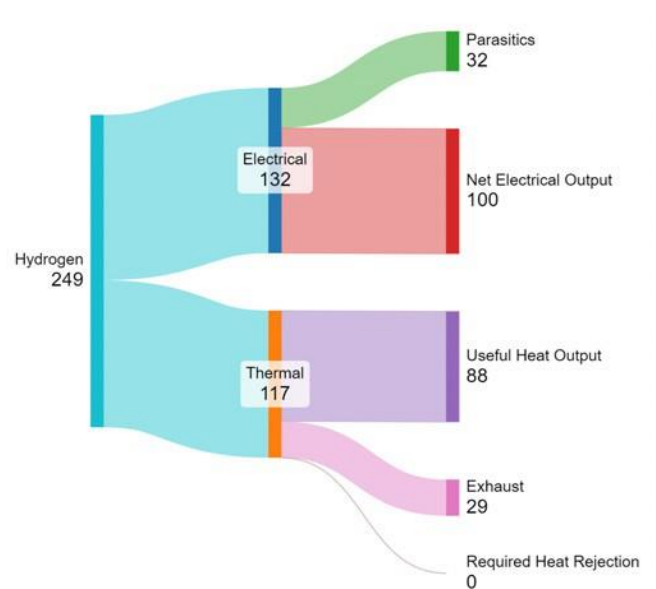 Parasitics
32
Electrical
132
Net Electrical Output
100
Hydrogen
249
Useful Heat Output
88
Thermal
117
Exhaust
29
Required Heat Rejection
0